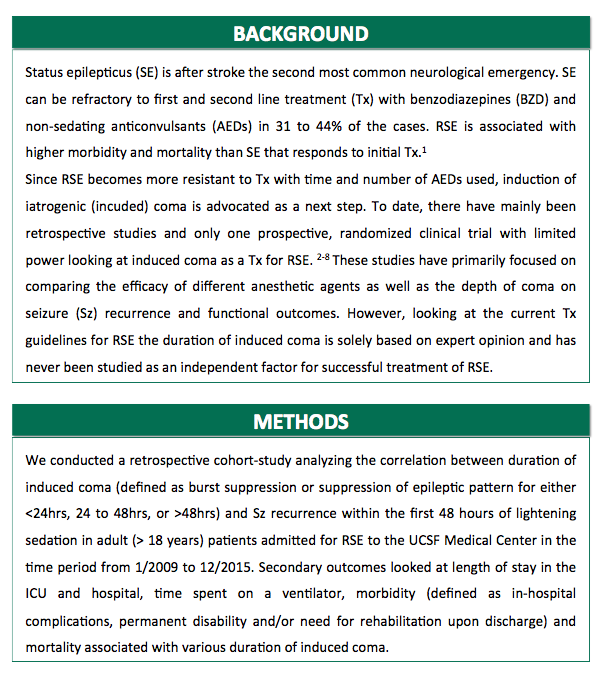 BACKGROUND
Status epilepticus (SE) is after stroke the second most common neurological emergency. SE
can be refractory to first and second line treatment (Tx) with benzodiazepines (BZD) and
non-sedating anticonvulsants (AEDs) in 31 to 44% of the cases. RSE is associated with
higher morbidity and mortality than SE that responds to initial Tx.¹
Since RSE becomes more resistant to Tx with time and number of AEDs used, induction of
iatrogenic (incuded) coma is advocated as a next step. To date, there have mainly been
retrospective studies and only one prospective, randomized clinical trial with limited
power looking at induced coma as a Tx for RSE. ²⁻⁸ These studies have primarily focused on
comparing the efficacy of different anesthetic agents as well as the depth of coma on
seizure (Sz) recurrence and functional outcomes. However, looking at the current Tx
guidelines for RSE the duration of induced coma is solely based on expert opinion and has
never been studied as an independent factor for successful treatment of RSE.
METHODS
We conducted a retrospective cohort-study analyzing the correlation between duration of
induced coma (defined as burst suppression or suppression of epileptic pattern for either
<24hrs, 24 to 48hrs, or >48hrs) and Sz recurrence within the first 48 hours of lightening
sedation in adult (> 18 years) patients admitted for RSE to the UCSF Medical Center in the
time period from 1/2009 to 12/2015. Secondary outcomes looked at length of stay in the
ICU and hospital, time spent on a ventilator, morbidity (defined as in-hospital
complications, permanent disability and/or need for rehabilitation upon discharge) and
mortality associated with various duration of induced coma.